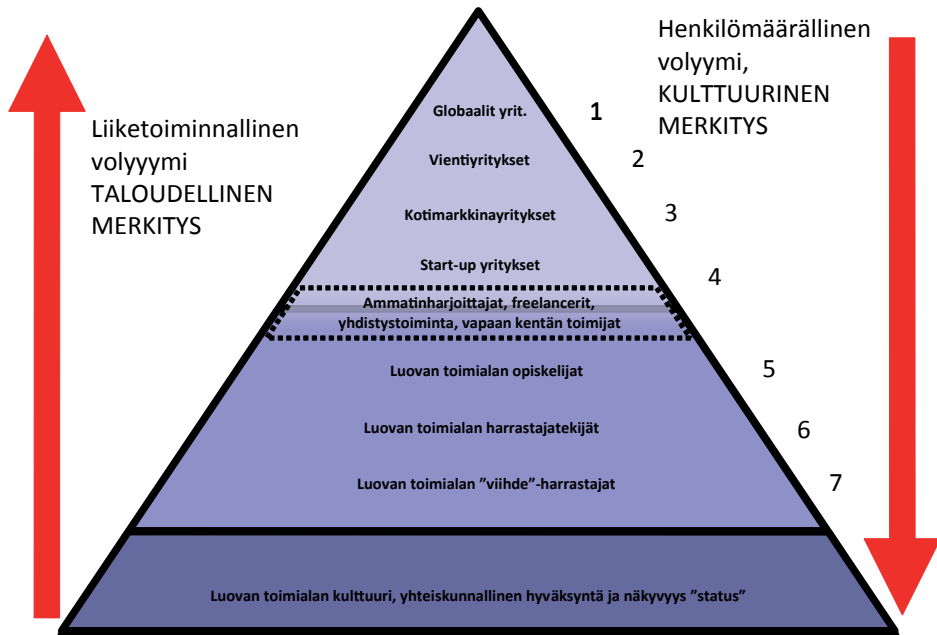 Henkilömäärällinen
volyymi,
KULTTUURINEN
MERKITYS
Liiketoiminnallinen
volyyymi
TALOUDELLINEN
MERKITYS
Globaalit yrit.
1
Vientiyritykset
2
Kotimarkkinayritykset
3
Start-up yritykset
4
Ammatinharjoittajat, freelancerit,
yhdistystoiminta, vapaan kentän toimijat
Luovan toimialan opiskelijat
5
Luovan toimialan harrastajatekijät
6
Luovan toimialan ”viihde”-harrastajat
7
Luovan toimialan kulttuuri, yhteiskunnallinen hyväksyntä ja näkyvyys ”status”